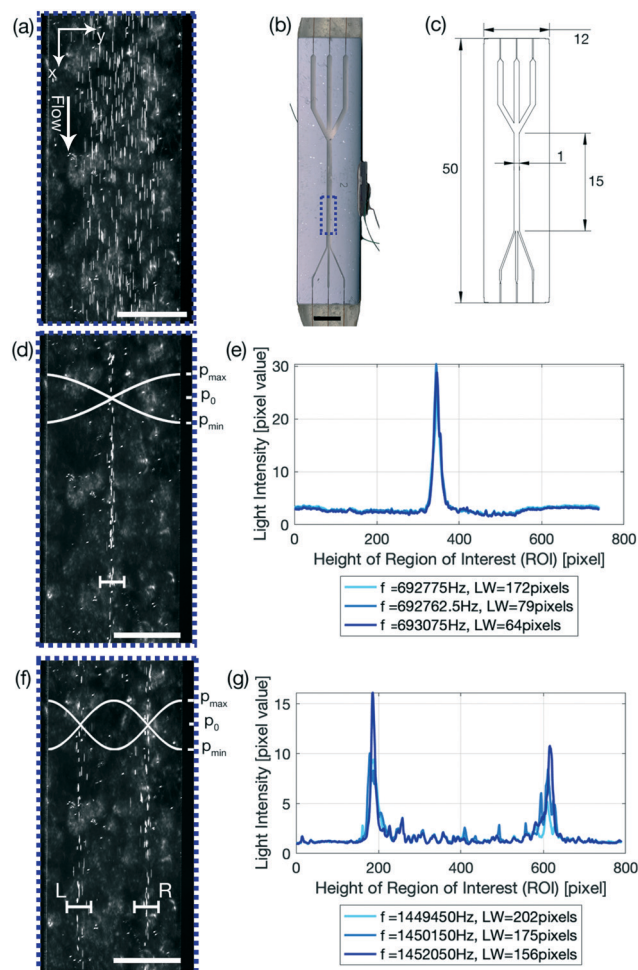 (a)
y
x
Flow
(b)
2
(c)
12
50
1
15
(d)
pmax
p0
pmin
(e)
30
20
10
0
Light Intensity [pixel value]
0 200 400 600 800
Height of Region of Interest (ROI) [pixel]
f =692775Hz, LW=172pixels
f =692762.5Hz, LW=79pixels
f =693075Hz, LW=64pixels
(f)
pmax
p0
pmin
L R
(g)
15
10
5
0
Light Intensity [pixel value]
0 200 400 600 800
Height of Region of Interest (ROI) [pixel]
f =1449450Hz, LW=202pixels
f =1450150Hz, LW=175pixels
f =1452050Hz, LW=156pixels